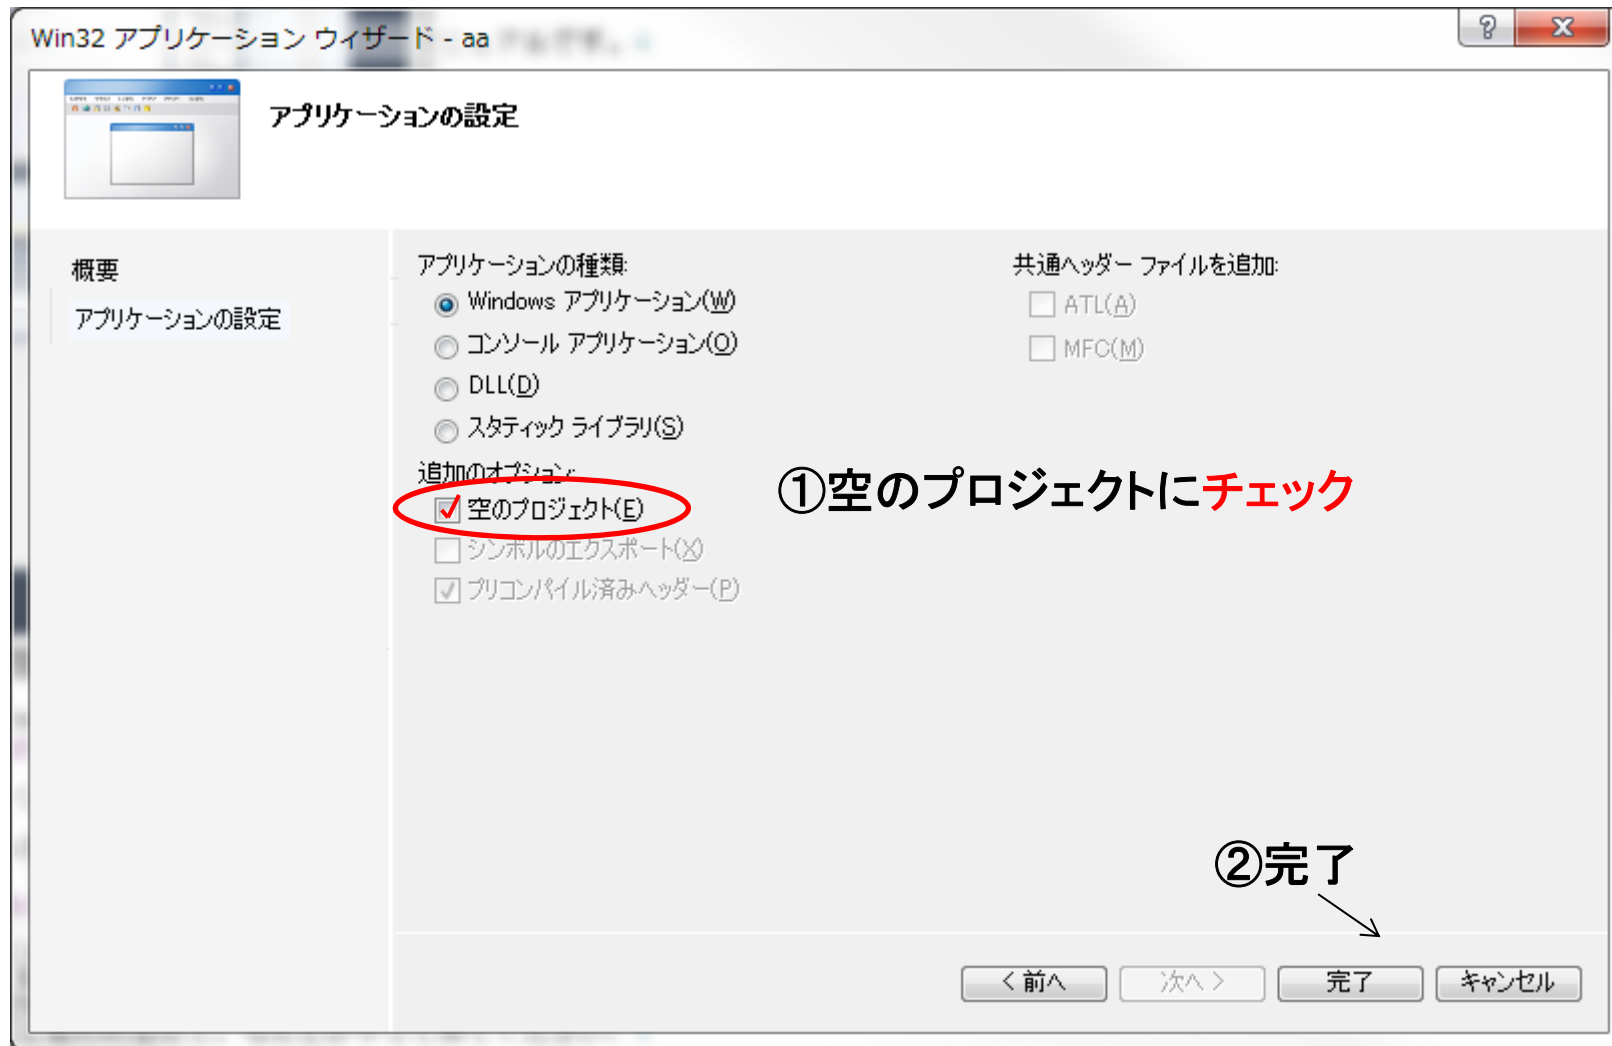 Win32 アプリケーション ウィザード - aa
アプリケーションの設定
概要
アプリケーションの設定
アプリケーションの種類:
Windows アプリケーション(W)
コンソール アプリケーション(O)
DLL(D)
スタティック ライブラリ(S)
追加のオプション:
空のプロジェクト(E)
シンボルのエクスポート(X)
プリコンパイル済みヘッダー(P)
共通ヘッダー ファイルを追加:
ATL(A)
MFC(M)
①空のプロジェクトにチェック
②完了
< 前へ
次へ >
完了
キャンセル